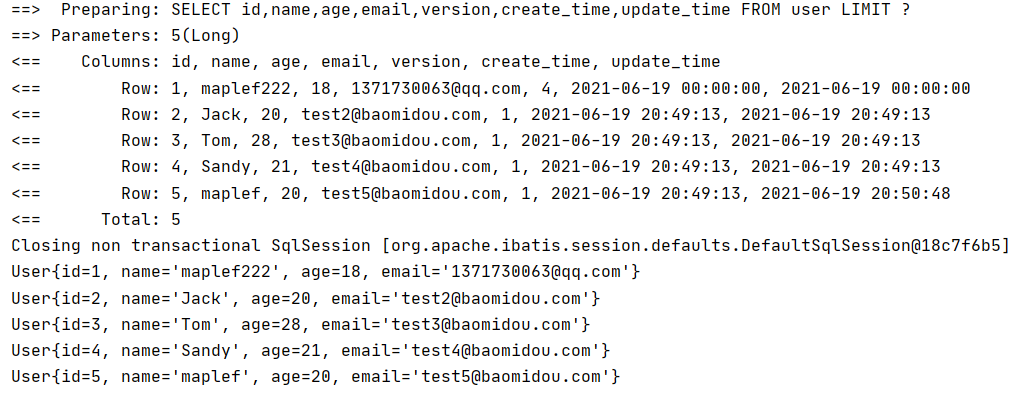 ==>  Preparing: SELECT id,name,age,email,version,create_time,update_time FROM user LIMIT ?
==> Parameters: 5(Long)
<==    Columns: id, name, age, email, version, create_time, update_time
<==        Row: 1, maplef222, 18, 1371730063@qq.com, 4, 2021-06-19 00:00:00, 2021-06-19 00:00:00
<==        Row: 2, Jack, 20, test2@baomidou.com, 1, 2021-06-19 20:49:13, 2021-06-19 20:49:13
<==        Row: 3, Tom, 28, test3@baomidou.com, 1, 2021-06-19 20:49:13, 2021-06-19 20:49:13
<==        Row: 4, Sandy, 21, test4@baomidou.com, 1, 2021-06-19 20:49:13, 2021-06-19 20:49:13
<==        Row: 5, maplef, 20, test5@baomidou.com, 1, 2021-06-19 20:49:13, 2021-06-19 20:50:48
<==      Total: 5
Closing non transactional SqlSession [org.apache.ibatis.session.defaults.DefaultSqlSession@18c7f6b5]
User{id=1, name='maplef222', age=18, email='1371730063@qq.com'}
User{id=2, name='Jack', age=20, email='test2@baomidou.com'}
User{id=3, name='Tom', age=28, email='test3@baomidou.com'}
User{id=4, name='Sandy', age=21, email='test4@baomidou.com'}
User{id=5, name='maplef', age=20, email='test5@baomidou.com'}